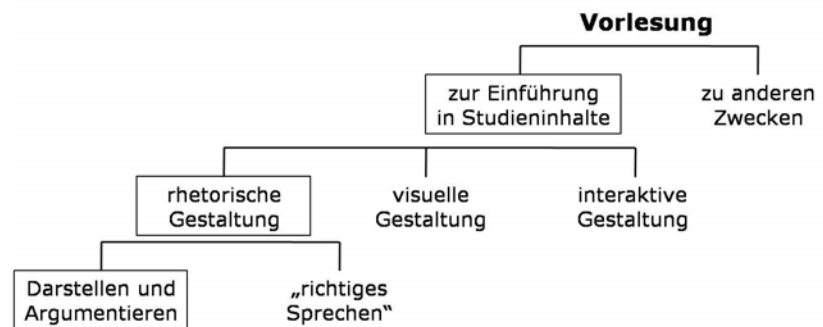 Vorlesung
zur Einführung
in Studieninhalte
zu anderen
Zwecken
rhetorische
Gestaltung
visuelle
Gestaltung
interaktive
Gestaltung
Darstellen und
Argumentieren
„richtiges
Sprechen“